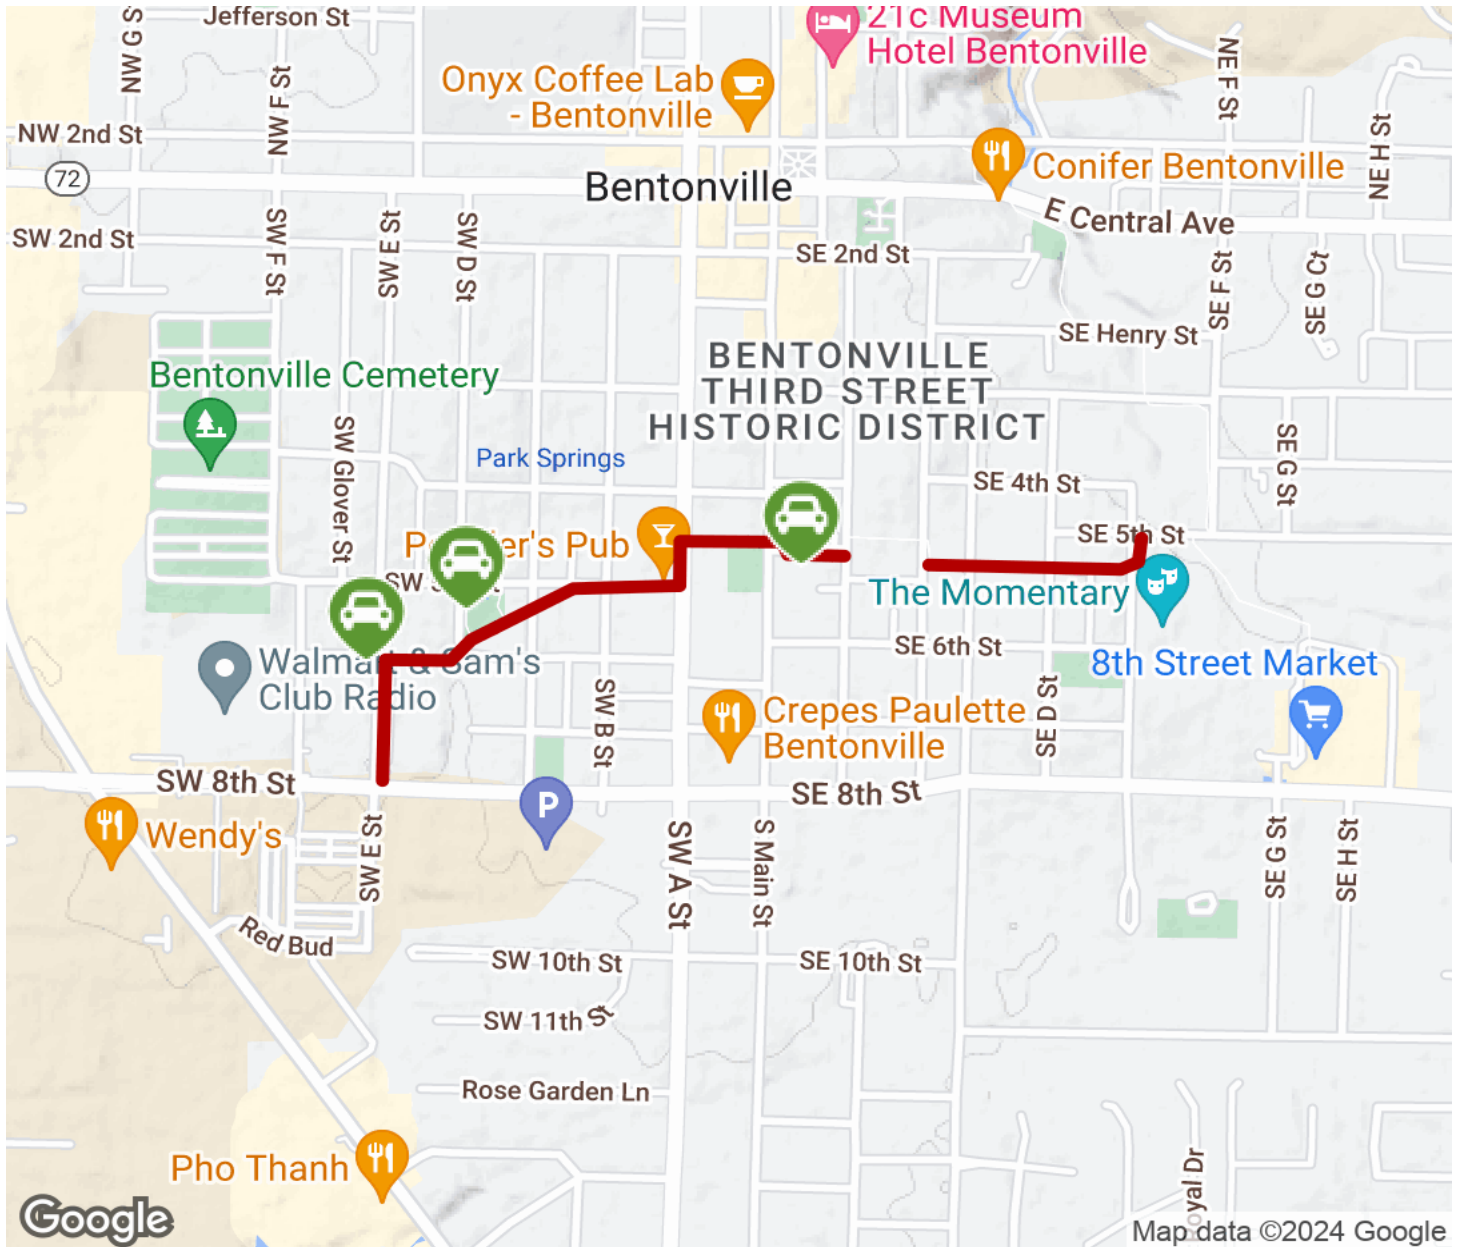 Jefferson St
21c Museum
Hotel Bentonville
NW G St
NW F St
NE F St
Onyx Coffee Lab
- Bentonville
NW 2nd St
NE H St
72
Bentonville
Conifer Bentonville
E Central Ave
SW 2nd St
SW F St
SW E St
SW D St
SE 2nd St
SE F St
SE G Ct
SE Henry St
BENTONVILLE
THIRD STREET
HISTORIC DISTRICT
Bentonville Cemetery
SW Glover St
Park Springs
SE 4th St
SE G St
SE 5th St
's Pub
SW
The Momentary
SE 6th St
8th Street Market
Walmart & Sam's
Club Radio
SW B St
Crepes Paulette
Bentonville
SE D St
SW 8th St
SE 8th St
P
Wendy's
SW E St
SW A St
S Main St
SE G St
SE H St
Red Bud
SW 10th St
SE 10th St
SW 11th St
Rose Garden Ln
Pho Thanh
Royal Dr
Google
Map data ©2024 Google